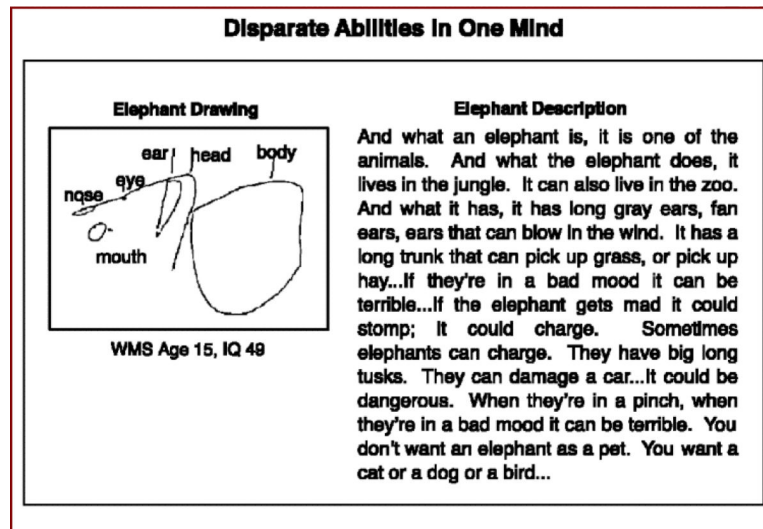 Disparate Abilities In One Mind
Elephant Drawing
ear head body
eye
nose
mouth
WMS Age 15, IQ 49
Elephant Description
And what an elephant is, it is one of the
animals. And what the elephant does, it
lives in the jungle. It can also live in the zoo.
And what it has, it has long gray ears, fan
ears, ears that can blow in the wind. It has a
long trunk that can pick up grass, or pick up
hay...If they're in a bad mood it can be
terrible...If the elephant gets mad it could
stomp; it could charge. Sometimes
elephants can charge. They have big long
tusks. They can damage a car...It could be
dangerous. When they're in a pinch, when
they're in a bad mood it can be terrible. You
don't want an elephant as a pet. You want a
cat or a dog or a bird...